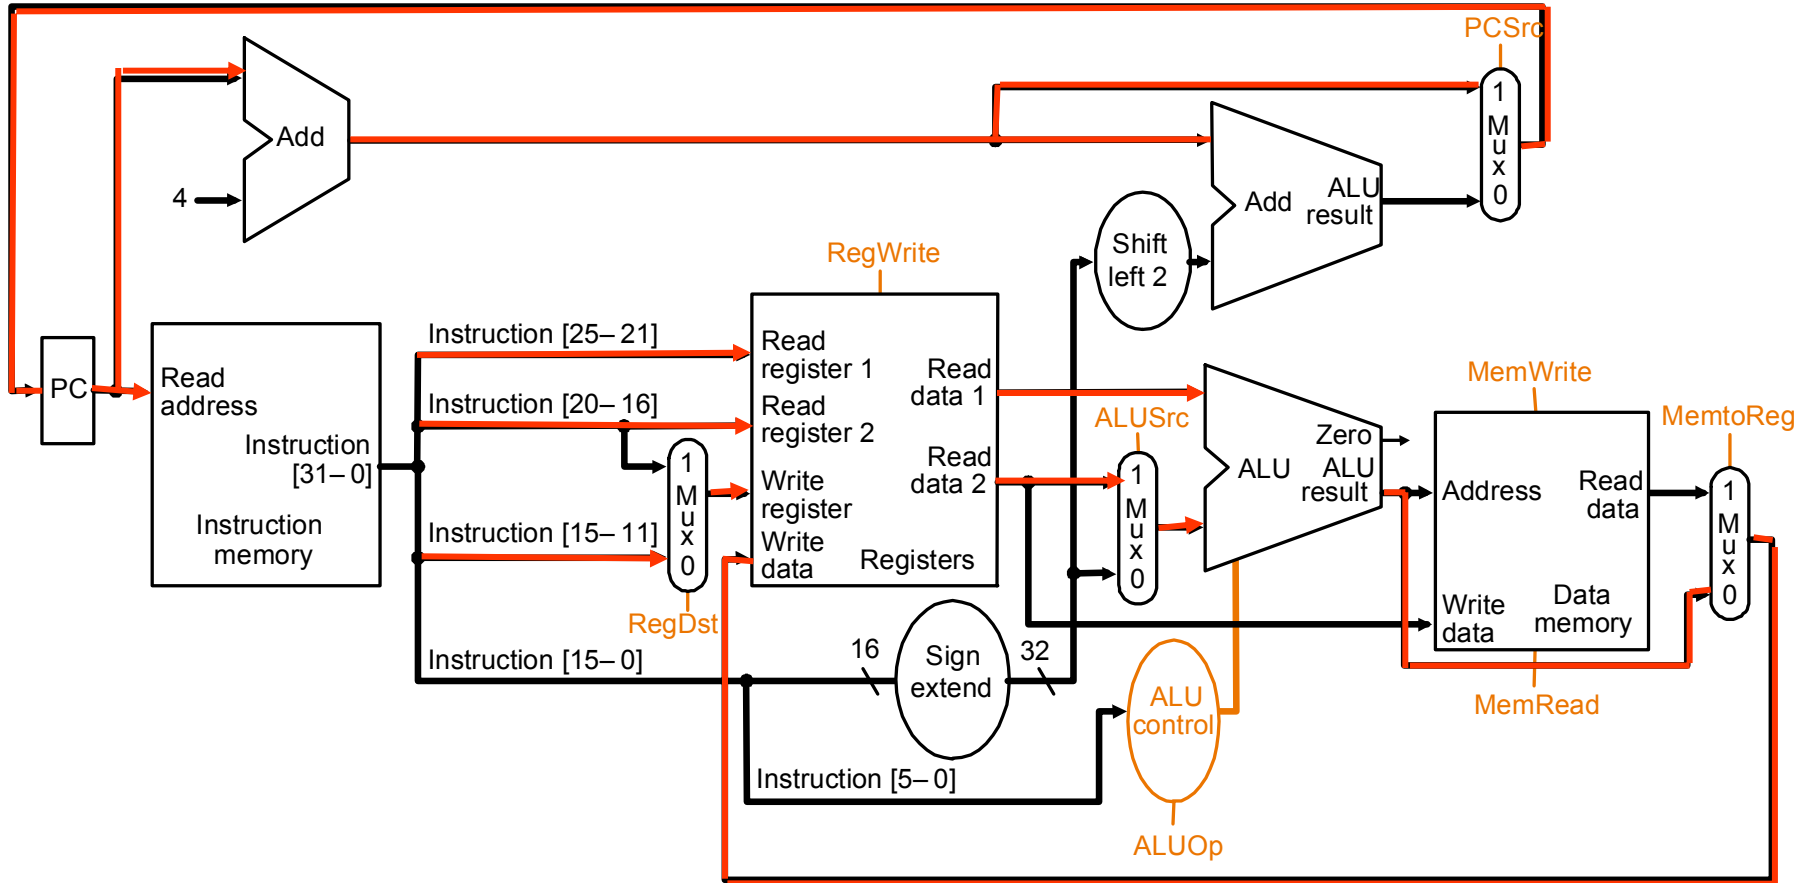 PCSrc
1
M
u
x
0
Add
4
Add
ALU
result
Shift
left 2
RegWrite
PC
Read
address
Instruction
[31–0]
Instruction
memory
Instruction [25–21]
Instruction [20–16]
Instruction [15–11]
Instruction [15–0]
Instruction [5–0]
1
M
u
x
0
RegDst
Read
register 1
Read
register 2
Write
register
Write
data
Read
data 1
Read
data 2
Registers
16
Sign
extend
32
ALUSrc
1
M
u
x
0
Zero
ALU
ALU
result
ALU
control
ALUOp
MemWrite
Address
Read
data
Write
data
Data
memory
MemRead
MemtoReg
1
M
u
x
0